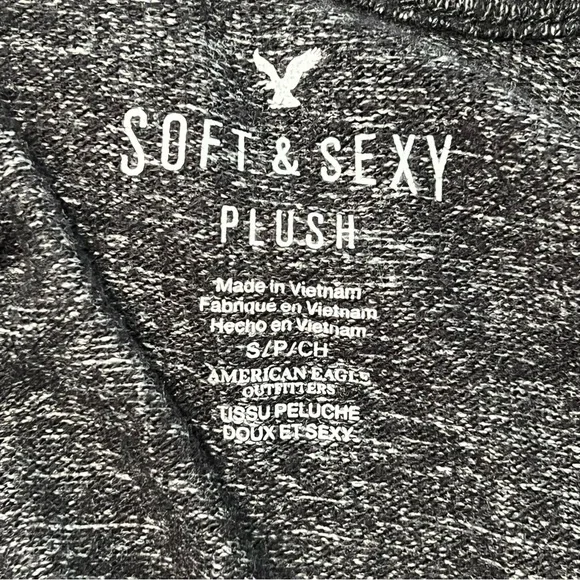 SOFT & SEXY
PLUSH
Made in Vietnam
Fabriqué en Vietnam
Hecho en Vietnam
S/P/CH
AMERICAN EAGLE
OUTFITTERS
TISSU PELUCHE
DOUX ET SEXY